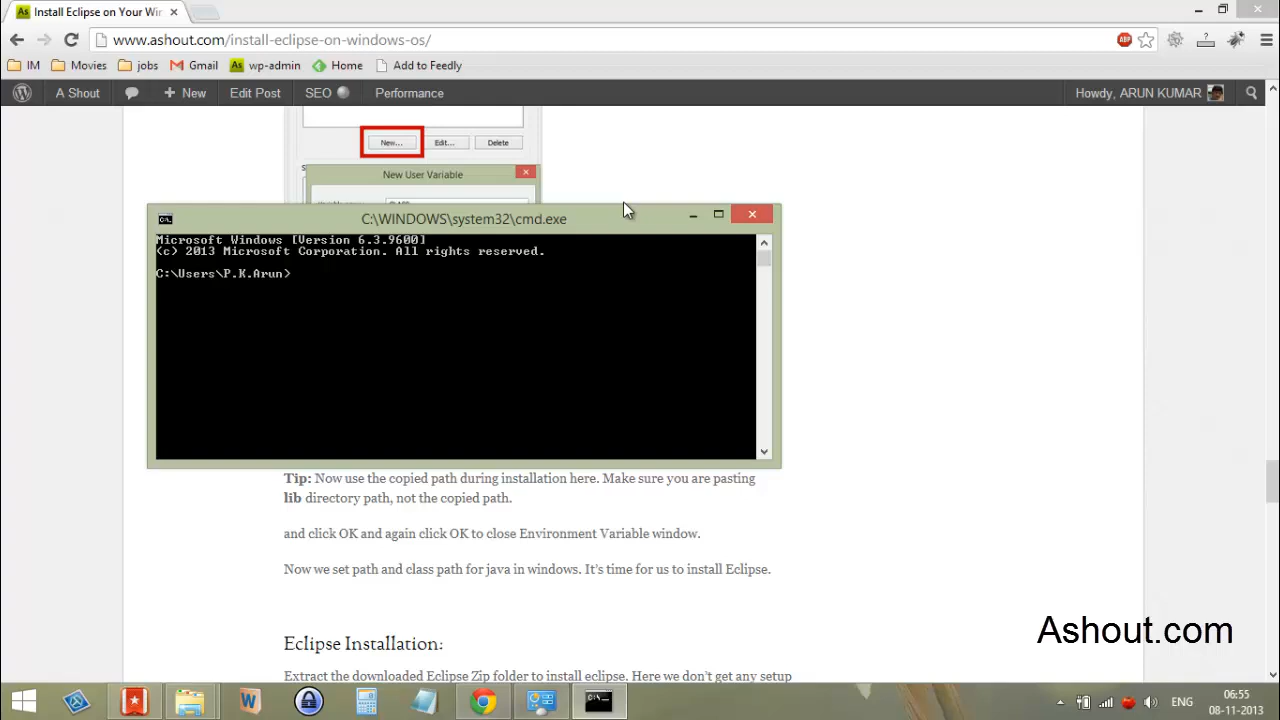 Install Eclipse on Your Wir
www.ashout.com/install-eclipse-on-windows-os/
ABP
IM Movies jobs Gmail As wp-admin Home Add to Feedly
A Shout New Edit Post SEO Performance Howdy, ARUN KUMAR
New... Edit... Delete
New User Variable
C:\WINDOWS\system32\cmd.exe
Microsoft Windows [Version 6.3.9600]
(c) 2013 Microsoft Corporation. All rights reserved.
C:\Users\P.K.Arun>
Tip: Now use the copied path during installation here. Make sure you are pasting
lib directory path, not the copied path.
and click OK and again click OK to close Environment Variable window.
Now we set path and class path for java in windows. It's time for us to install Eclipse.
Eclipse Installation:
Extract the downloaded Eclipse Zip folder to install eclipse. Here we don't get any setup
Ashout.com
ENG
06:55
08-11-2013